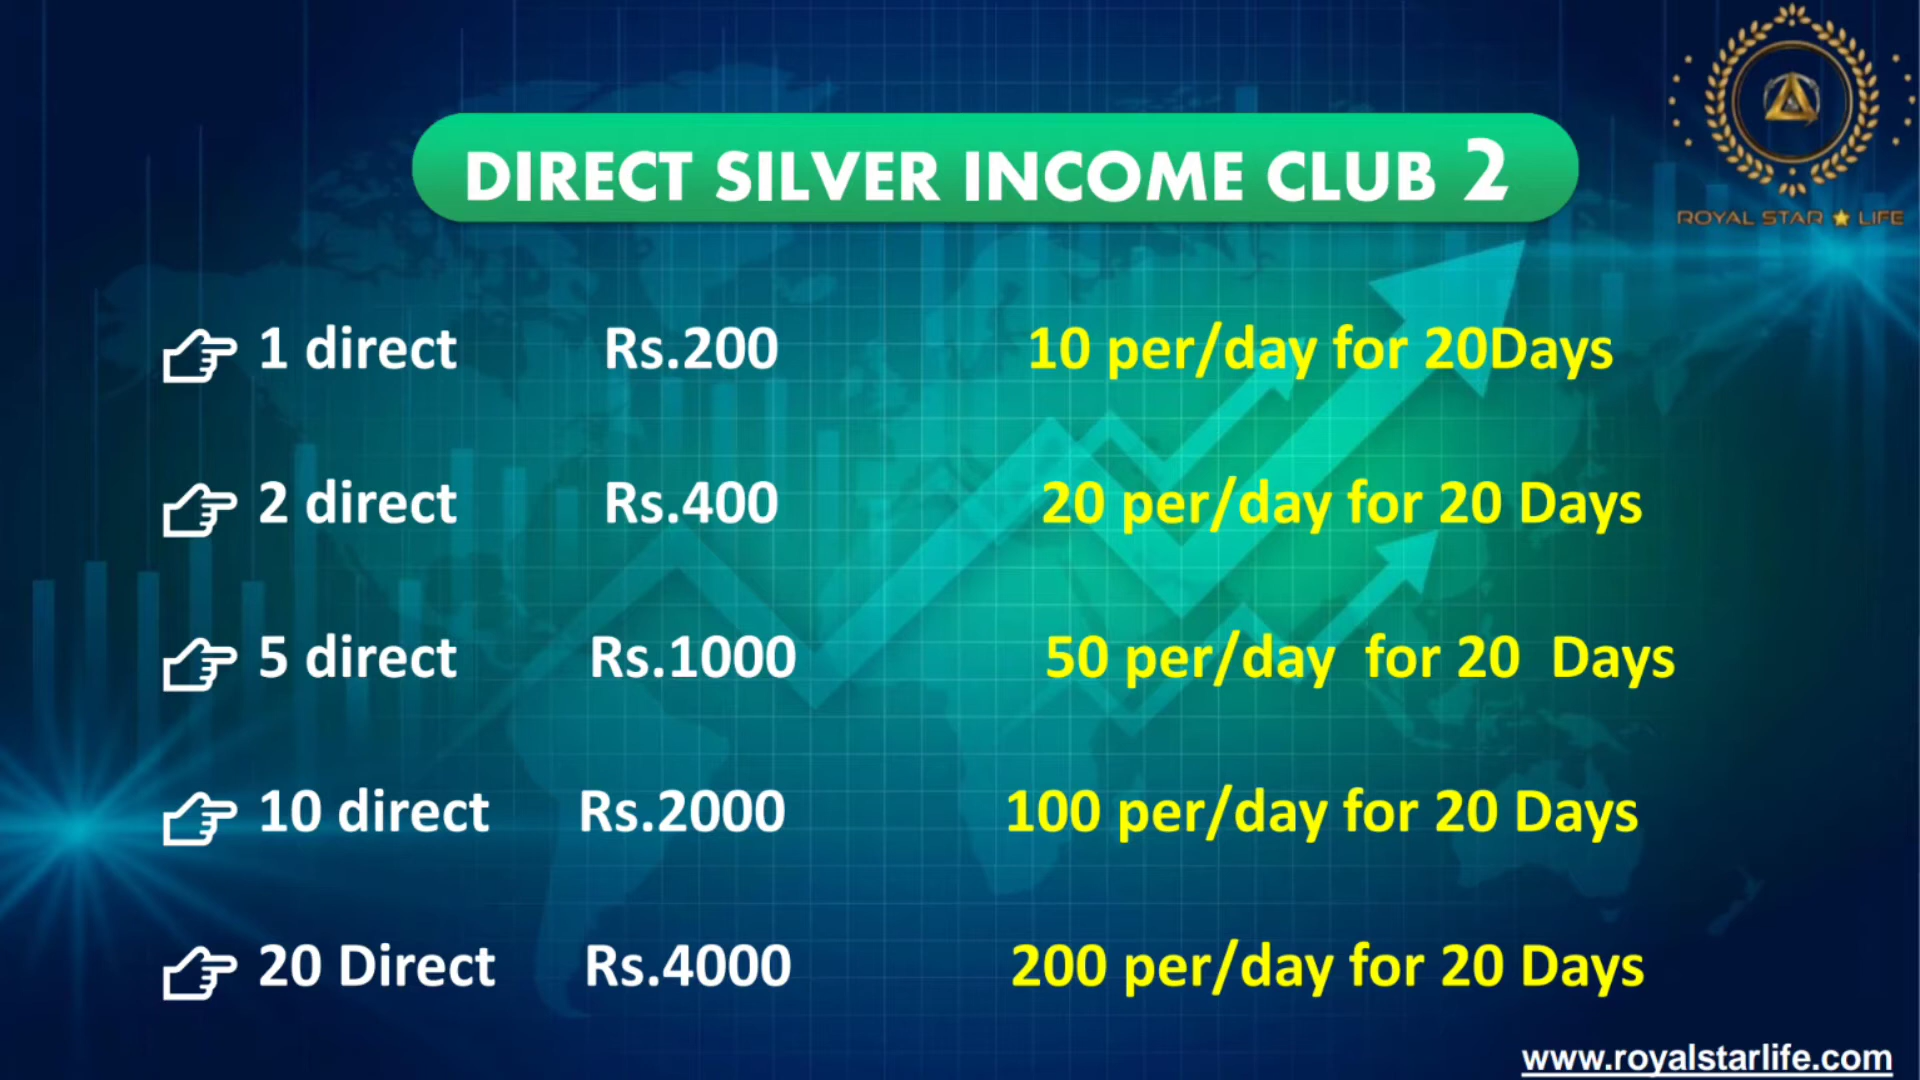 DIRECT SILVER INCOME CLUB 2
ROYAL STAR LIFE
1 direct Rs.200 10 per/day for 20Days
2 direct Rs.400 20 per/day for 20 Days
5 direct Rs.1000 50 per/day for 20 Days
10 direct Rs.2000 100 per/day for 20 Days
20 Direct Rs.4000 200 per/day for 20 Days
www.royalstarlife.com